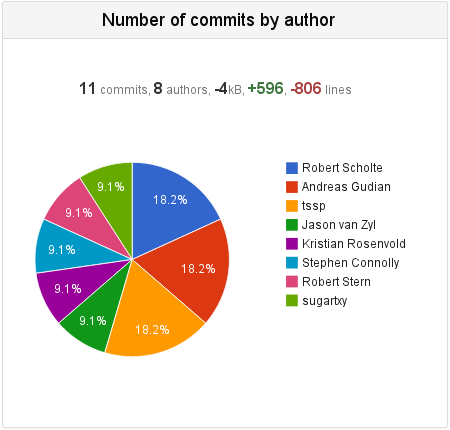 Number of commits by author
11 commits, 8 authors, -4kB, +596, -806 lines
9.1% 18.2%
9.1%
9.1% 18.2%
9.1%
9.1% 18.2%
Robert Scholte
Andreas Gudian
tssp
Jason van Zyl
Kristian Rosenvold
Stephen Connolly
Robert Stern
sugartxy